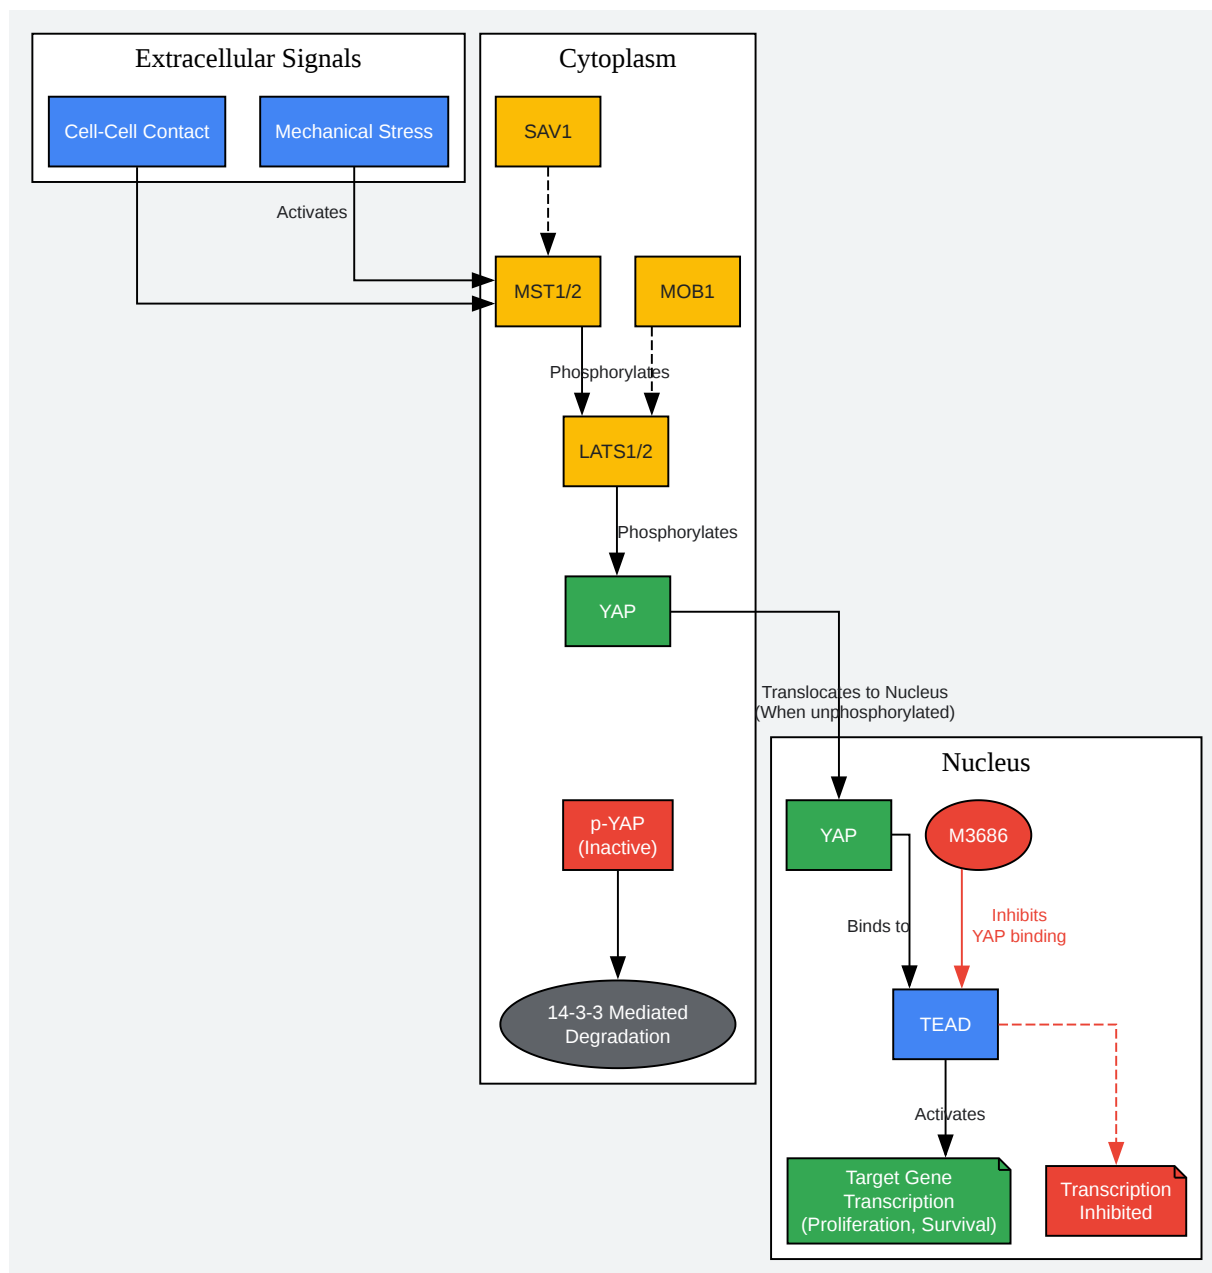 Extracellular Signals
Cytoplasm
Cell-Cell Contact
Mechanical Stress
SAV1
Activates
MST1/2
MOB1
Phosphorylates
LATS1/2
Phosphorylates
YAP
Translocates to Nucleus
(When unphosphorylated)
Nucleus
p-YAP
(Inactive)
YAP
M3686
Binds to
Inhibits
YAP binding
14-3-3 Mediated
Degradation
TEAD
Activates
Target Gene
Transcription
(Proliferation, Survival)
Transcription
Inhibited